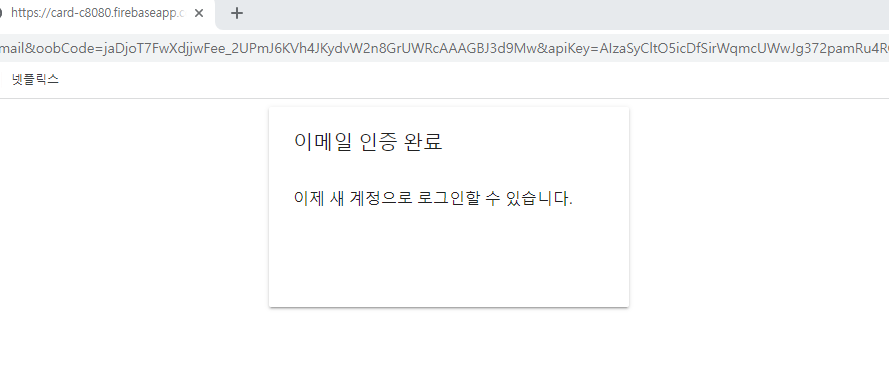 https://card-c8080.firebaseapp.c
mail&oobCode=jaDjoT7FwXdjjwFee_2UPmJ6KVh4JKydvW2n8GrUWRcAAAGBJ3d9Mw&apiKey=AIzaSyCltO5icDfSirWqmcUWwJg372pamRu4R
넷플릭스
이메일 인증 완료
이제 새 계정으로 로그인할 수 있습니다.